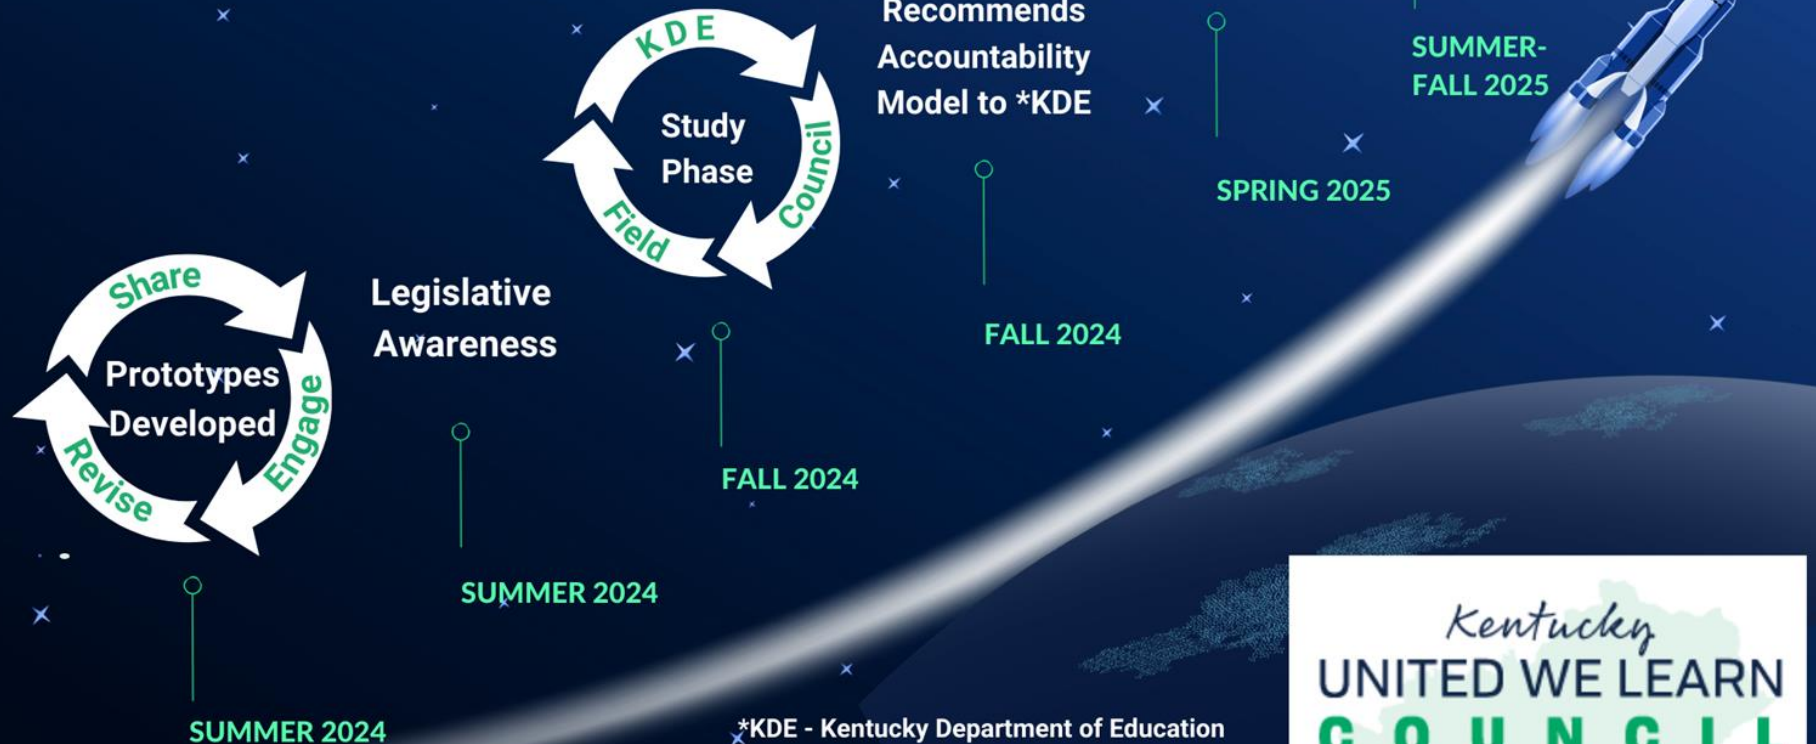 Share
Engage
Revise
Prototypes
Developed
SUMMER 2024
Legislative
Awareness
SUMMER 2024
KDE
Council
Field
Study
Phase
FALL 2024
Recommends
Accountability
Model to *KDE
FALL 2024
SPRING 2025
SUMMER-
FALL 2025
*KDE - Kentucky Department of Education
Kentucky
UNITED WE LEARN
COUNCIL